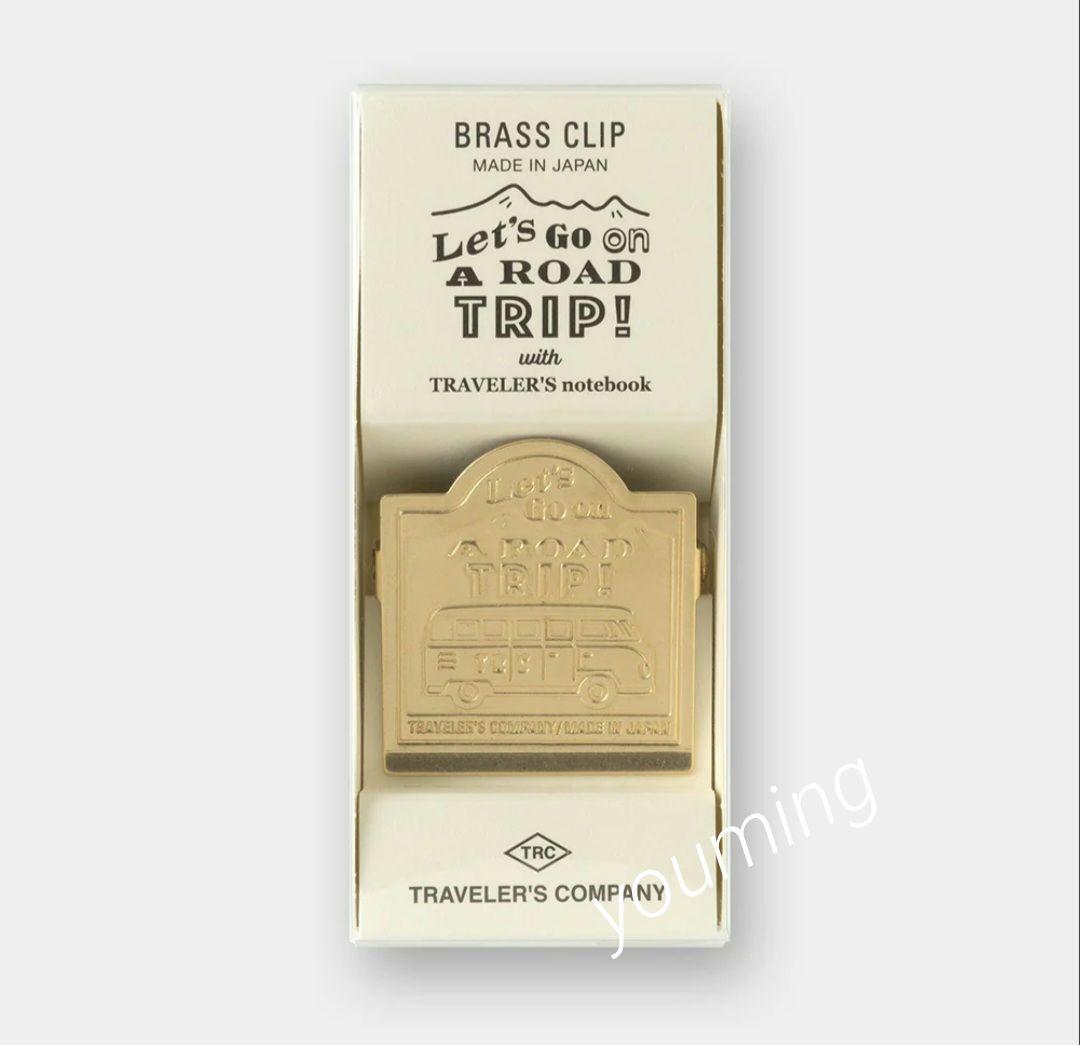 BRASS CLIP
MADE IN JAPAN
Let's GO on
A ROAD
TRIP!
with
TRAVELER'S notebook
Let's
Go on
A ROAD
TRIP!
TRC
TRAVELER'S COMPANY/MADE IN JAPAN
TRC
TRAVELER'S COMPANY
youming